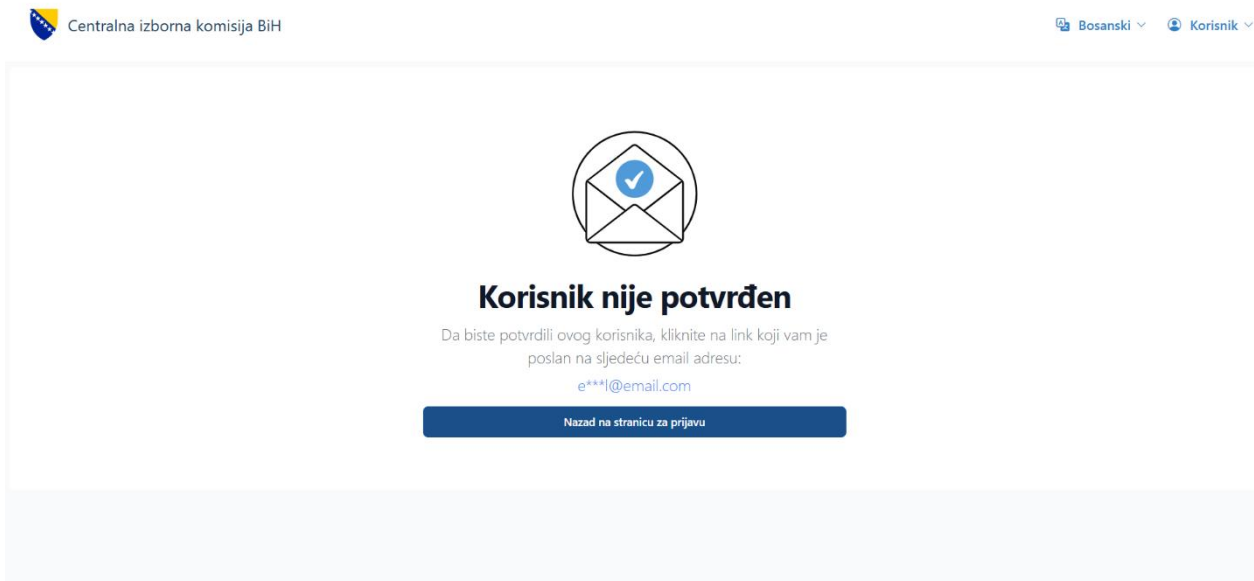 Centralna izborna komisija BiH
Bosanski
Korisnik
Korisnik nije potvrđen
Da biste potvrdili ovog korisnika, kliknite na link koji vam je
poslan na sljedeću email adresu:
e***l@email.com
Nazad na stranicu za prijavu